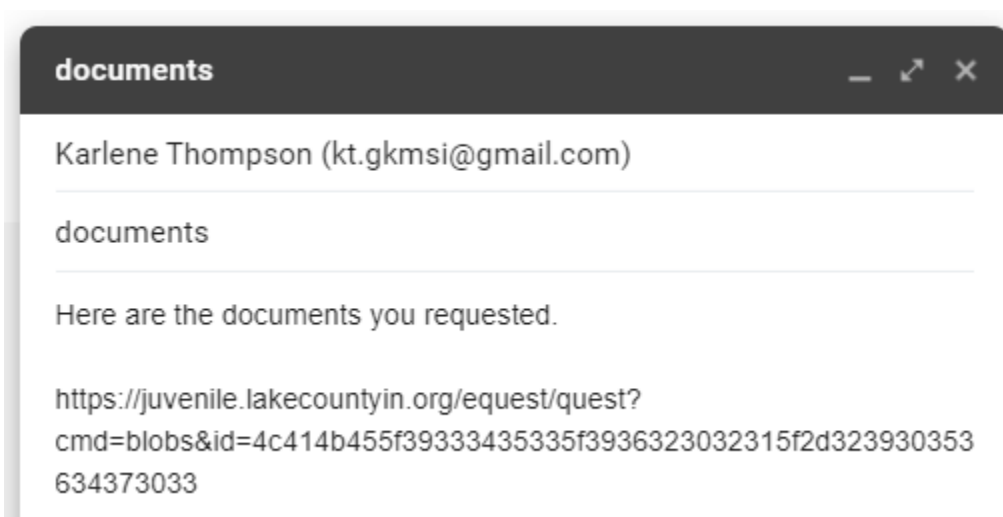 documents
Karlene Thompson (kt.gkmsi@gmail.com)
documents
Here are the documents you requested.
https://juvenile.lakecountyin.org/equest/quest?
cmd=blobs&id=4c414b455f39333435335f3936323032315f2d323930353
634373033